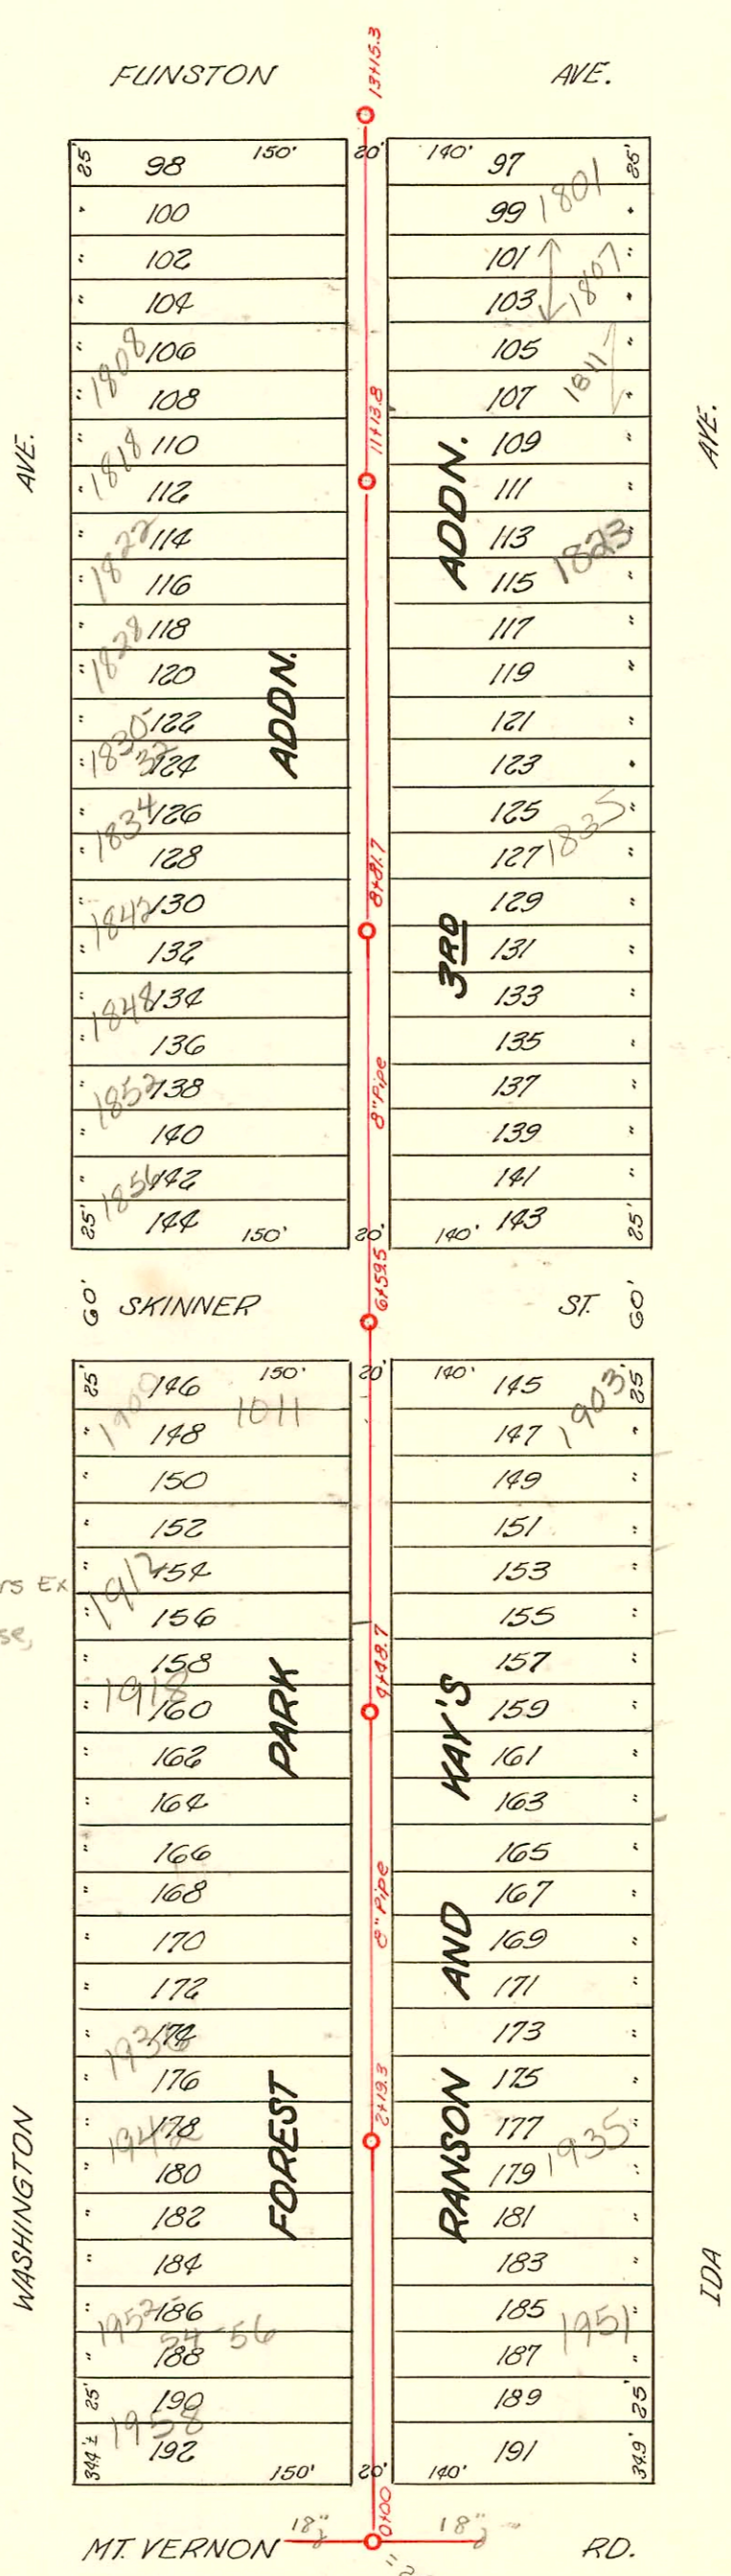 FUNSTON AVE.
13+15.3
25' 98 150' 20' 140' 97 25'
" 100 99 1801 "
" 102 101 "
" 104 103 1807 "
" 106 105 "
1808
" 108 107 1811 "
" 110 11+13.8 109 "
1818
" 112 111 "
" 114 113 "
1822 1823
" 116 115 "
" 118 117 "
1828
" 120 119 "
" 122 121 "
1830-32
" 124 123 "
" 126 125 "
1834 1835
" 128 127 "
" 130 8+81.7 129 "
1842
" 132 131 "
" 134 133 "
1848
" 136 135 "
" 138 8" Pipe 137 "
1852
" 140 139 "
" 142 141 "
1856
25' 144 150' 20' 140' 143 25'
AVE.
ADDN.
ADDN.
3RD
AVE.
60' SKINNER 6+59.5 ST. 60'
25' 146 150' 20' 140' 145 25'
1011 1903
" 148 147 "
" 150 149 "
" 152 151 "
" 154 153 "
rs Ex
1912
" 156 155 "
se,
" 158 4+48.7 157 "
1918
" 160 159 "
" 162 161 "
" 164 163 "
" 166 165 "
" 168 8" Pipe 167 "
" 170 169 "
" 172 171 "
" 174 173 "
" 176 175 "
" 178 2+19.3 177 "
1942 1935
" 180 179 "
" 182 181 "
" 184 183 "
" 186 185 "
1952- 1951
54-56
" 188 187 "
25' 190 189 25'
1958
34.4'± 192 150' 20' 140' 191 34.9'
WASHINGTON
FOREST PARK
RANSON AND KAY'S
IDA
0+00
18" 18"
MT. VERNON RD.